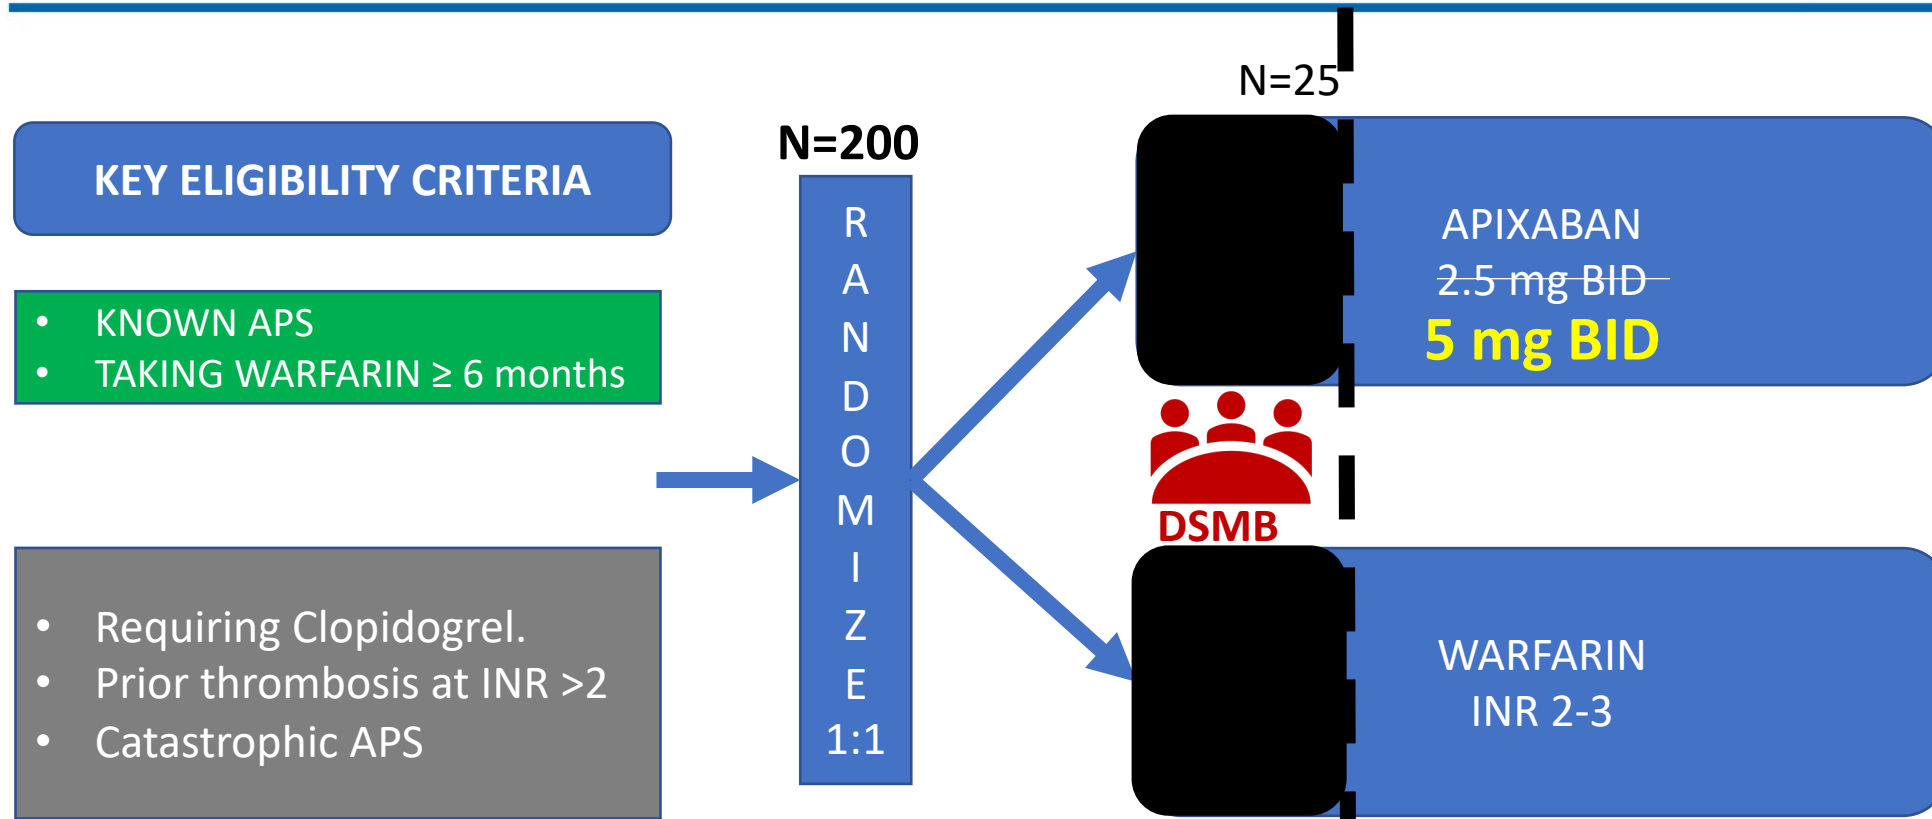 KEY ELIGIBILITY CRITERIA
• KNOWN APS
• TAKING WARFARIN ≥ 6 months
• Requiring Clopidogrel.
• Prior thrombosis at INR >2
• Catastrophic APS
N=200
R
A
N
D
O
M
I
Z
E
1:1
N=25
APIXABAN
2.5 mg BID
5 mg BID
DSMB
WARFARIN
INR 2-3